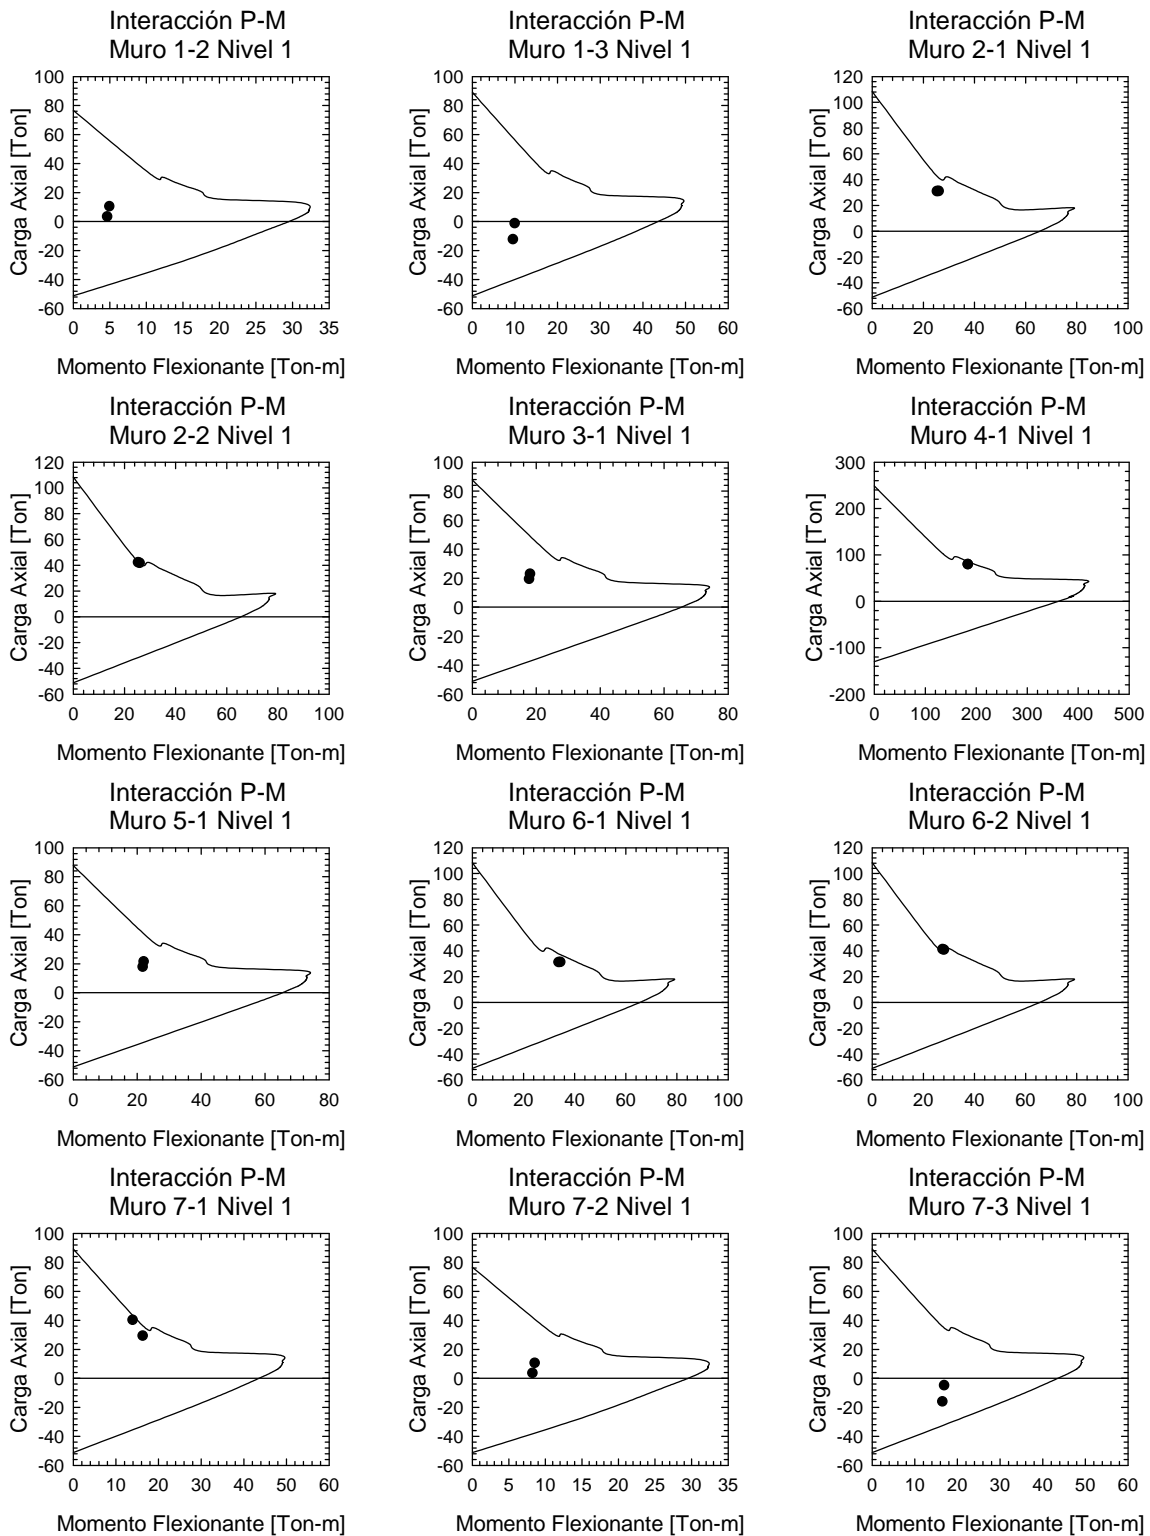 Interacción P-M
Muro 1-2 Nivel 1
Carga Axial [Ton]
100
80
60
40
20
0
-20
-40
-60
0 5 10 15 20 25 30 35
Momento Flexionante [Ton-m]
Interacción P-M
Muro 1-3 Nivel 1
Carga Axial [Ton]
100
80
60
40
20
0
-20
-40
-60
0 10 20 30 40 50 60
Momento Flexionante [Ton-m]
Interacción P-M
Muro 2-1 Nivel 1
Carga Axial [Ton]
120
100
80
60
40
20
0
-20
-40
-60
0 20 40 60 80 100
Momento Flexionante [Ton-m]
Interacción P-M
Muro 2-2 Nivel 1
Carga Axial [Ton]
120
100
80
60
40
20
0
-20
-40
-60
0 20 40 60 80 100
Momento Flexionante [Ton-m]
Interacción P-M
Muro 3-1 Nivel 1
Carga Axial [Ton]
100
80
60
40
20
0
-20
-40
-60
0 20 40 60 80
Momento Flexionante [Ton-m]
Interacción P-M
Muro 4-1 Nivel 1
Carga Axial [Ton]
300
200
100
0
-100
-200
0 100 200 300 400 500
Momento Flexionante [Ton-m]
Interacción P-M
Muro 5-1 Nivel 1
Carga Axial [Ton]
100
80
60
40
20
0
-20
-40
-60
0 20 40 60 80
Momento Flexionante [Ton-m]
Interacción P-M
Muro 6-1 Nivel 1
Carga Axial [Ton]
120
100
80
60
40
20
0
-20
-40
-60
0 20 40 60 80 100
Momento Flexionante [Ton-m]
Interacción P-M
Muro 6-2 Nivel 1
Carga Axial [Ton]
120
100
80
60
40
20
0
-20
-40
-60
0 20 40 60 80 100
Momento Flexionante [Ton-m]
Interacción P-M
Muro 7-1 Nivel 1
Carga Axial [Ton]
100
80
60
40
20
0
-20
-40
-60
0 10 20 30 40 50 60
Momento Flexionante [Ton-m]
Interacción P-M
Muro 7-2 Nivel 1
Carga Axial [Ton]
100
80
60
40
20
0
-20
-40
-60
0 5 10 15 20 25 30 35
Momento Flexionante [Ton-m]
Interacción P-M
Muro 7-3 Nivel 1
Carga Axial [Ton]
100
80
60
40
20
0
-20
-40
-60
0 10 20 30 40 50 60
Momento Flexionante [Ton-m]